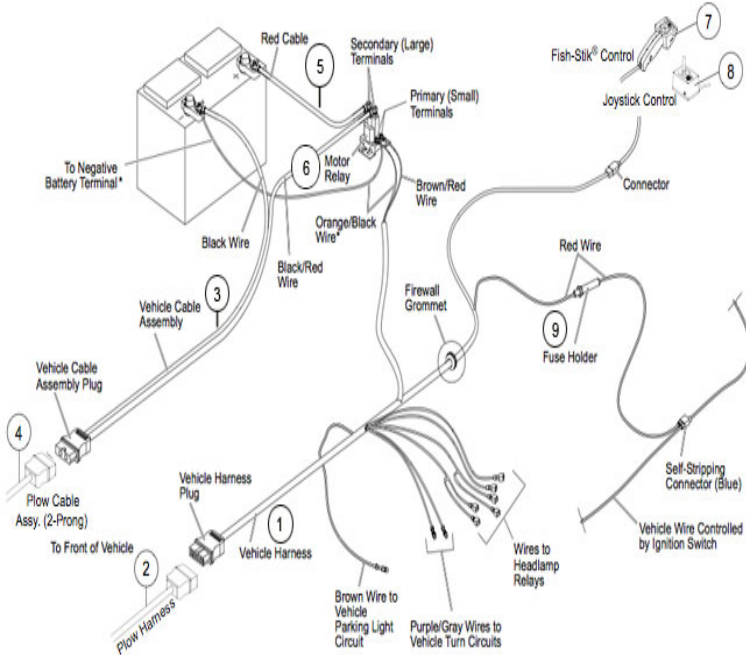 Red Cable
5
Secondary (Large)
Terminals
Primary (Small)
Terminals
7
Fish-Stik® Control
8
Joystick Control
To Negative
Battery Terminal*
6
Motor
Relay
Brown/Red
Wire
Connector
Black Wire
Orange/Black
Wire*
Black/Red
Wire
Red Wire
3
Vehicle Cable
Assembly
Firewall
Grommet
9
Fuse Holder
Vehicle Cable
Assembly Plug
4
Plow Cable
Assy. (2-Prong)
Vehicle Harness
Plug
1
Vehicle Harness
Self-Stripping
Connector (Blue)
Vehicle Wire Controlled
by Ignition Switch
To Front of Vehicle
2
Plow Harness
Wires to
Headlamp
Relays
Brown Wire to
Vehicle
Parking Light
Circuit
Purple/Gray Wires to
Vehicle Turn Circuits